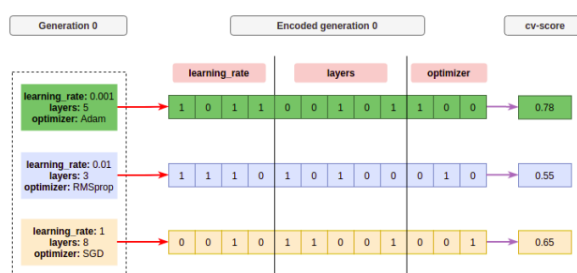 Generation 0
Encoded generation 0
cv-score
learning_rate
layers
optimizer
learning_rate: 0.001
layers: 5
optimizer: Adam
1 0 1 1 0 0 1 0 1 1 0 0
0.78
learning_rate: 0.01
layers: 3
optimizer: RMSprop
1 1 1 0 1 0 1 0 0 1 0
0.55
learning_rate: 1
layers: 8
optimizer: SGD
0 0 1 0 1 1 0 1 0 0 1
0.65